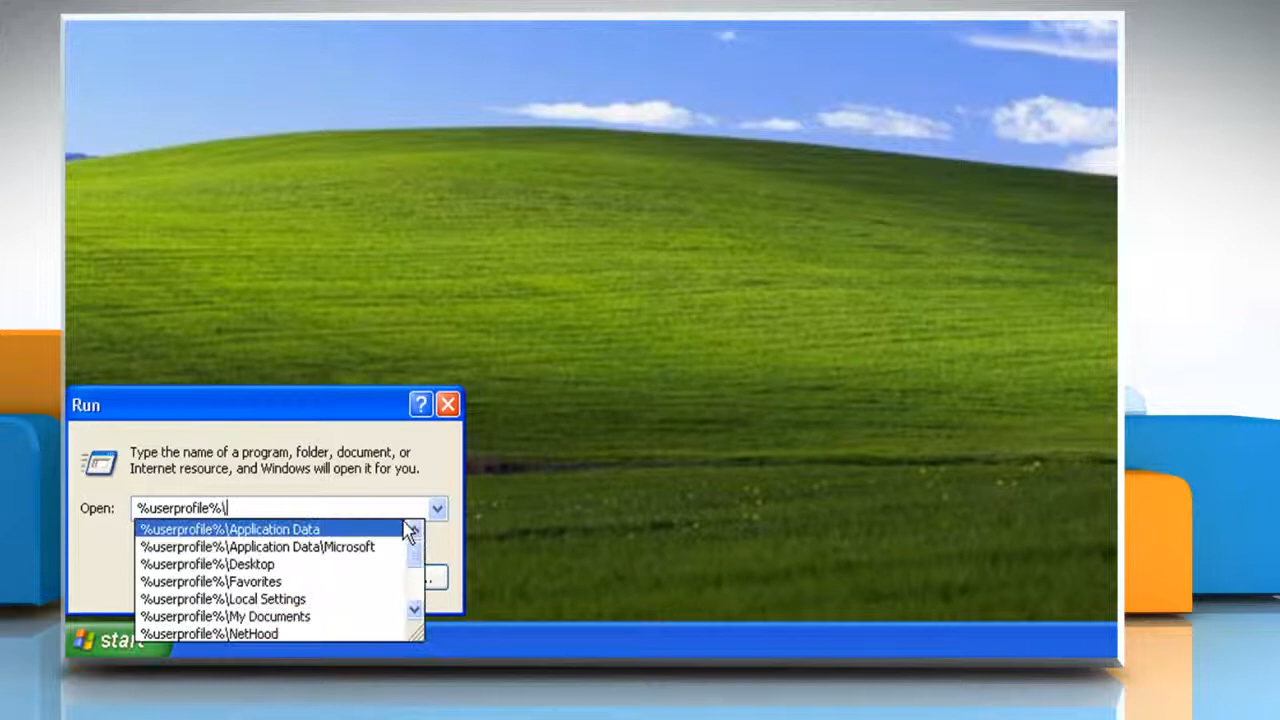 Run
?
Type the name of a program, folder, document, or
Internet resource, and Windows will open it for you.
Open: %userprofile%\
%userprofile%\Application Data
%userprofile%\Application Data\Microsoft
%userprofile%\Desktop
%userprofile%\Favorites
%userprofile%\Local Settings
%userprofile%\My Documents
%userprofile%\NetHood
..
start